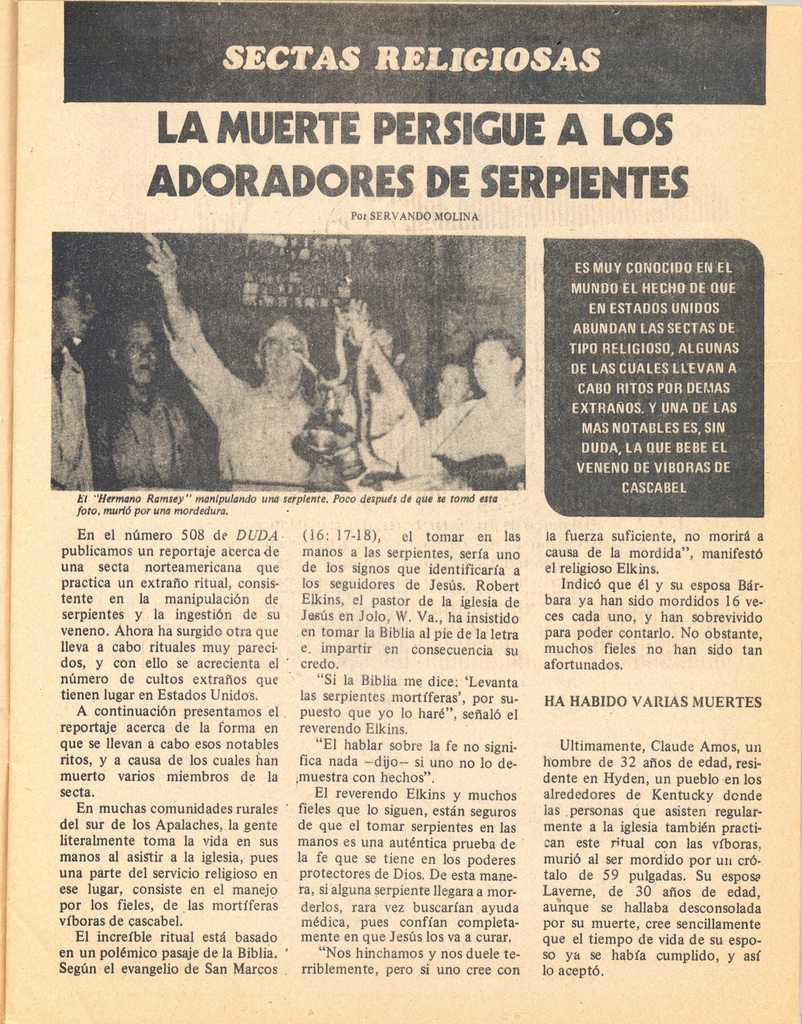 SECTAS RELIGIOSAS
LA MUERTE PERSIGUE A LOS
ADORADORES DE SERPIENTES
Por SERVANDO MOLINA
ES MUY CONOCIDO EN EL
MUNDO EL HECHO DE QUE
EN ESTADOS UNIDOS
ABUNDAN LAS SECTAS DE
TIPO RELIGIOSO, ALGUNAS
DE LAS CUALES LLEVAN A
CABO RITOS POR DEMAS
EXTRAÑOS. Y UNA DE LAS
MAS NOTABLES ES, SIN
DUDA, LA QUE BEBE EL
VENENO DE VIBORAS DE
CASCABEL
El "Hermano Ramsey" manipulando una serpiente. Poco después de que se tomó esta
foto, murió por una mordedura.
En el número 508 de DUDA
publicamos un reportaje acerca de
una secta norteamericana que
practica un extraño ritual, consis-
tente en la manipulación de
serpientes y la ingestión de su
veneno. Ahora ha surgido otra que
lleva a cabo rituales muy pareci-
dos, y con ello se acrecienta el
número de cultos extraños que
tienen lugar en Estados Unidos.
A continuación presentamos el
reportaje acerca de la forma en
que se llevan a cabo esos notables
ritos, y a causa de los cuales han
muerto varios miembros de la
secta.
En muchas comunidades rurales
del sur de los Apalaches, la gente
literalmente toma la vida en sus
manos al asistir a la iglesia, pues
una parte del servicio religioso en
ese lugar, consiste en el manejo
por los fieles, de las mortíferas
víboras de cascabel.
El increíble ritual está basado
en un polémico pasaje de la Biblia.
Según el evangelio de San Marcos
(16: 17-18), el tomar en las
manos a las serpientes, sería uno
de los signos que identificaría a
los seguidores de Jesús. Robert
Elkins, el pastor de la iglesia de
Jesús en Jolo, W. Va., ha insistido
en tomar la Biblia al pie de la letra
e impartir en consecuencia su
credo.
"Si la Biblia me dice: 'Levanta
las serpientes mortíferas', por su-
puesto que yo lo haré", señaló el
reverendo Elkins.
"El hablar sobre la fe no signi-
fica nada —dijo— si uno no lo de-
muestra con hechos".
El reverendo Elkins y muchos
fieles que lo siguen, están seguros
de que el tomar serpientes en las
manos es una auténtica prueba de
la fe que se tiene en los poderes
protectores de Dios. De esta mane-
ra, si alguna serpiente llegara a mor-
derlos, rara vez buscarían ayuda
médica, pues confían completa-
mente en que Jesús los va a curar.
"Nos hinchamos y nos duele te-
rriblemente, pero si uno cree con
la fuerza suficiente, no morirá a
causa de la mordida", manifestó
el religioso Elkins.
Indicó que él y su esposa Bár-
bara ya han sido mordidos 16 ve-
ces cada uno, y han sobrevivido
para poder contarlo. No obstante,
muchos fieles no han sido tan
afortunados.
HA HABIDO VARIAS MUERTES
Ultimamente, Claude Amos, un
hombre de 32 años de edad, resi-
dente en Hyden, un pueblo en los
alrededores de Kentucky donde
las personas que asisten regular-
mente a la iglesia también practi-
can este ritual con las víboras,
murió al ser mordido por un cró-
talo de 59 pulgadas. Su esposa
Laverne, de 30 años de edad,
aunque se hallaba desconsolada
por su muerte, cree sencillamente
que el tiempo de vida de su espo-
so ya se había cumplido, y así
lo aceptó.